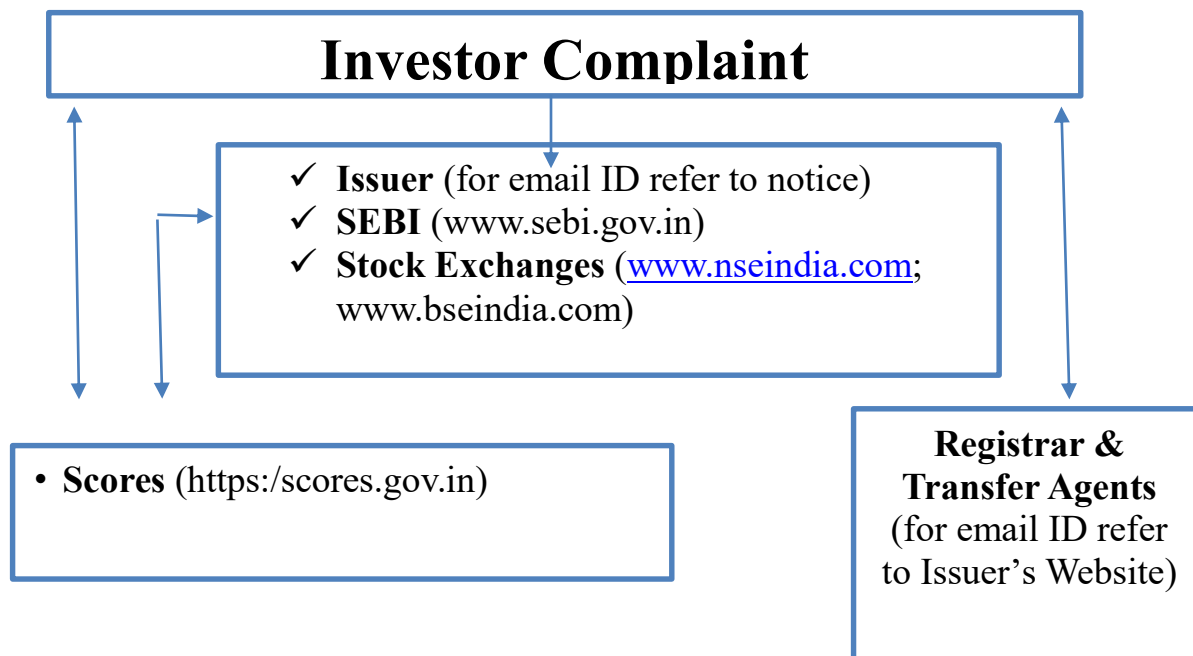 Investor Complaint
✓ Issuer (for email ID refer to notice)
✓ SEBI (www.sebi.gov.in)
✓ Stock Exchanges (www.nseindia.com;
www.bseindia.com)
• Scores (https:/scores.gov.in)
Registrar &
Transfer Agents
(for email ID refer
to Issuer’s Website)